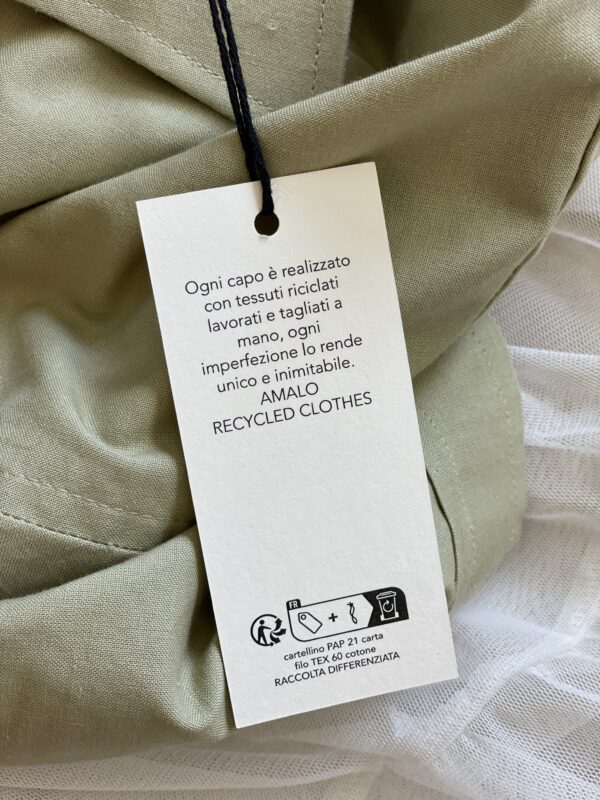 Ogni capo è realizzato
con tessuti riciclati
lavorati e tagliati a
mano, ogni
imperfezione lo rende
unico e inimitabile.
AMALO
RECYCLED CLOTHES
FR
+
cartellino PAP 21 carta
filo TEX 60 cotone
RACCOLTA DIFFERENZIATA